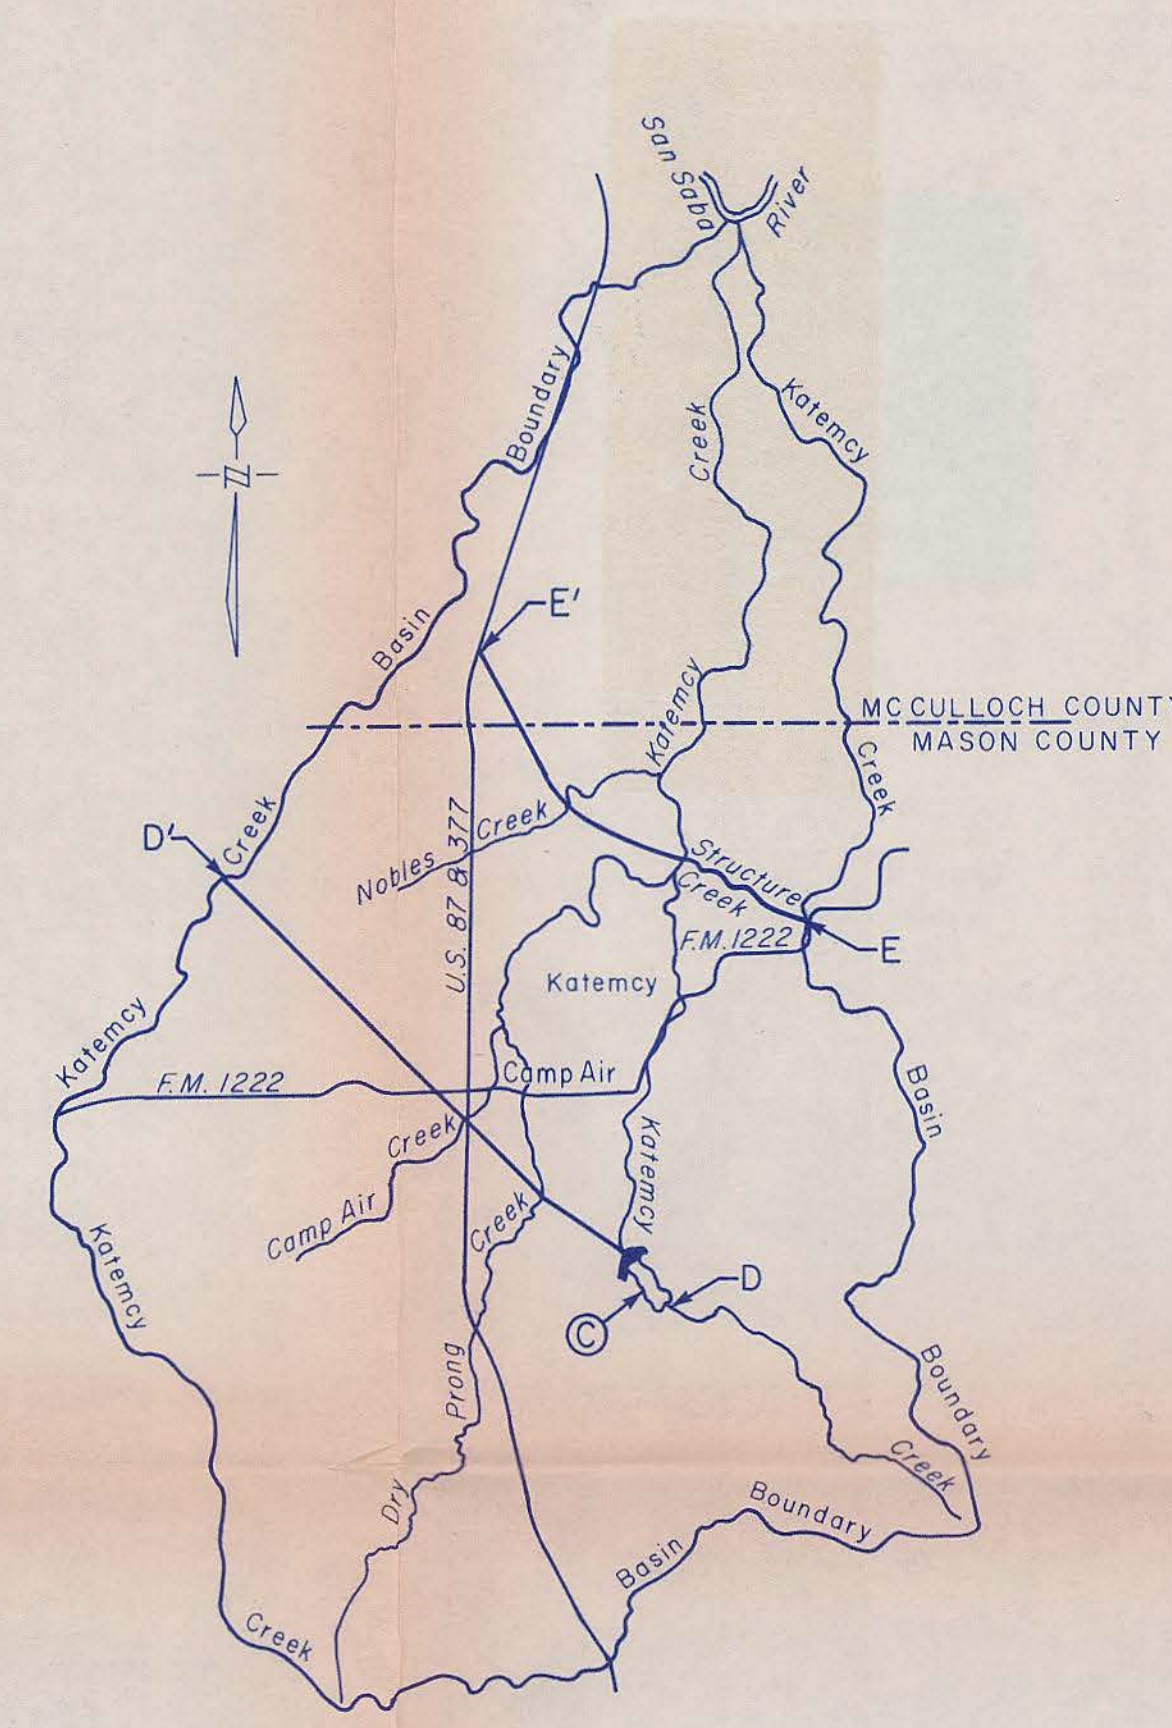 San Saba
River
Boundary
Creek
Katemcy
N
E'
Basin
Katemcy
MC CULLOCH COUNTY
MASON COUNTY
Creek
D'
Creek
U.S. 87 & 377
Nobles Creek
Structure
Creek
F.M. 1222
E
Katemcy
Katemcy
F.M. 1222
Camp Air
Basin
Camp Air Creek
Katemcy
Katemcy
Creek
D
C
Prong
Boundary
Creek
Dry
Boundary
Basin
Creek